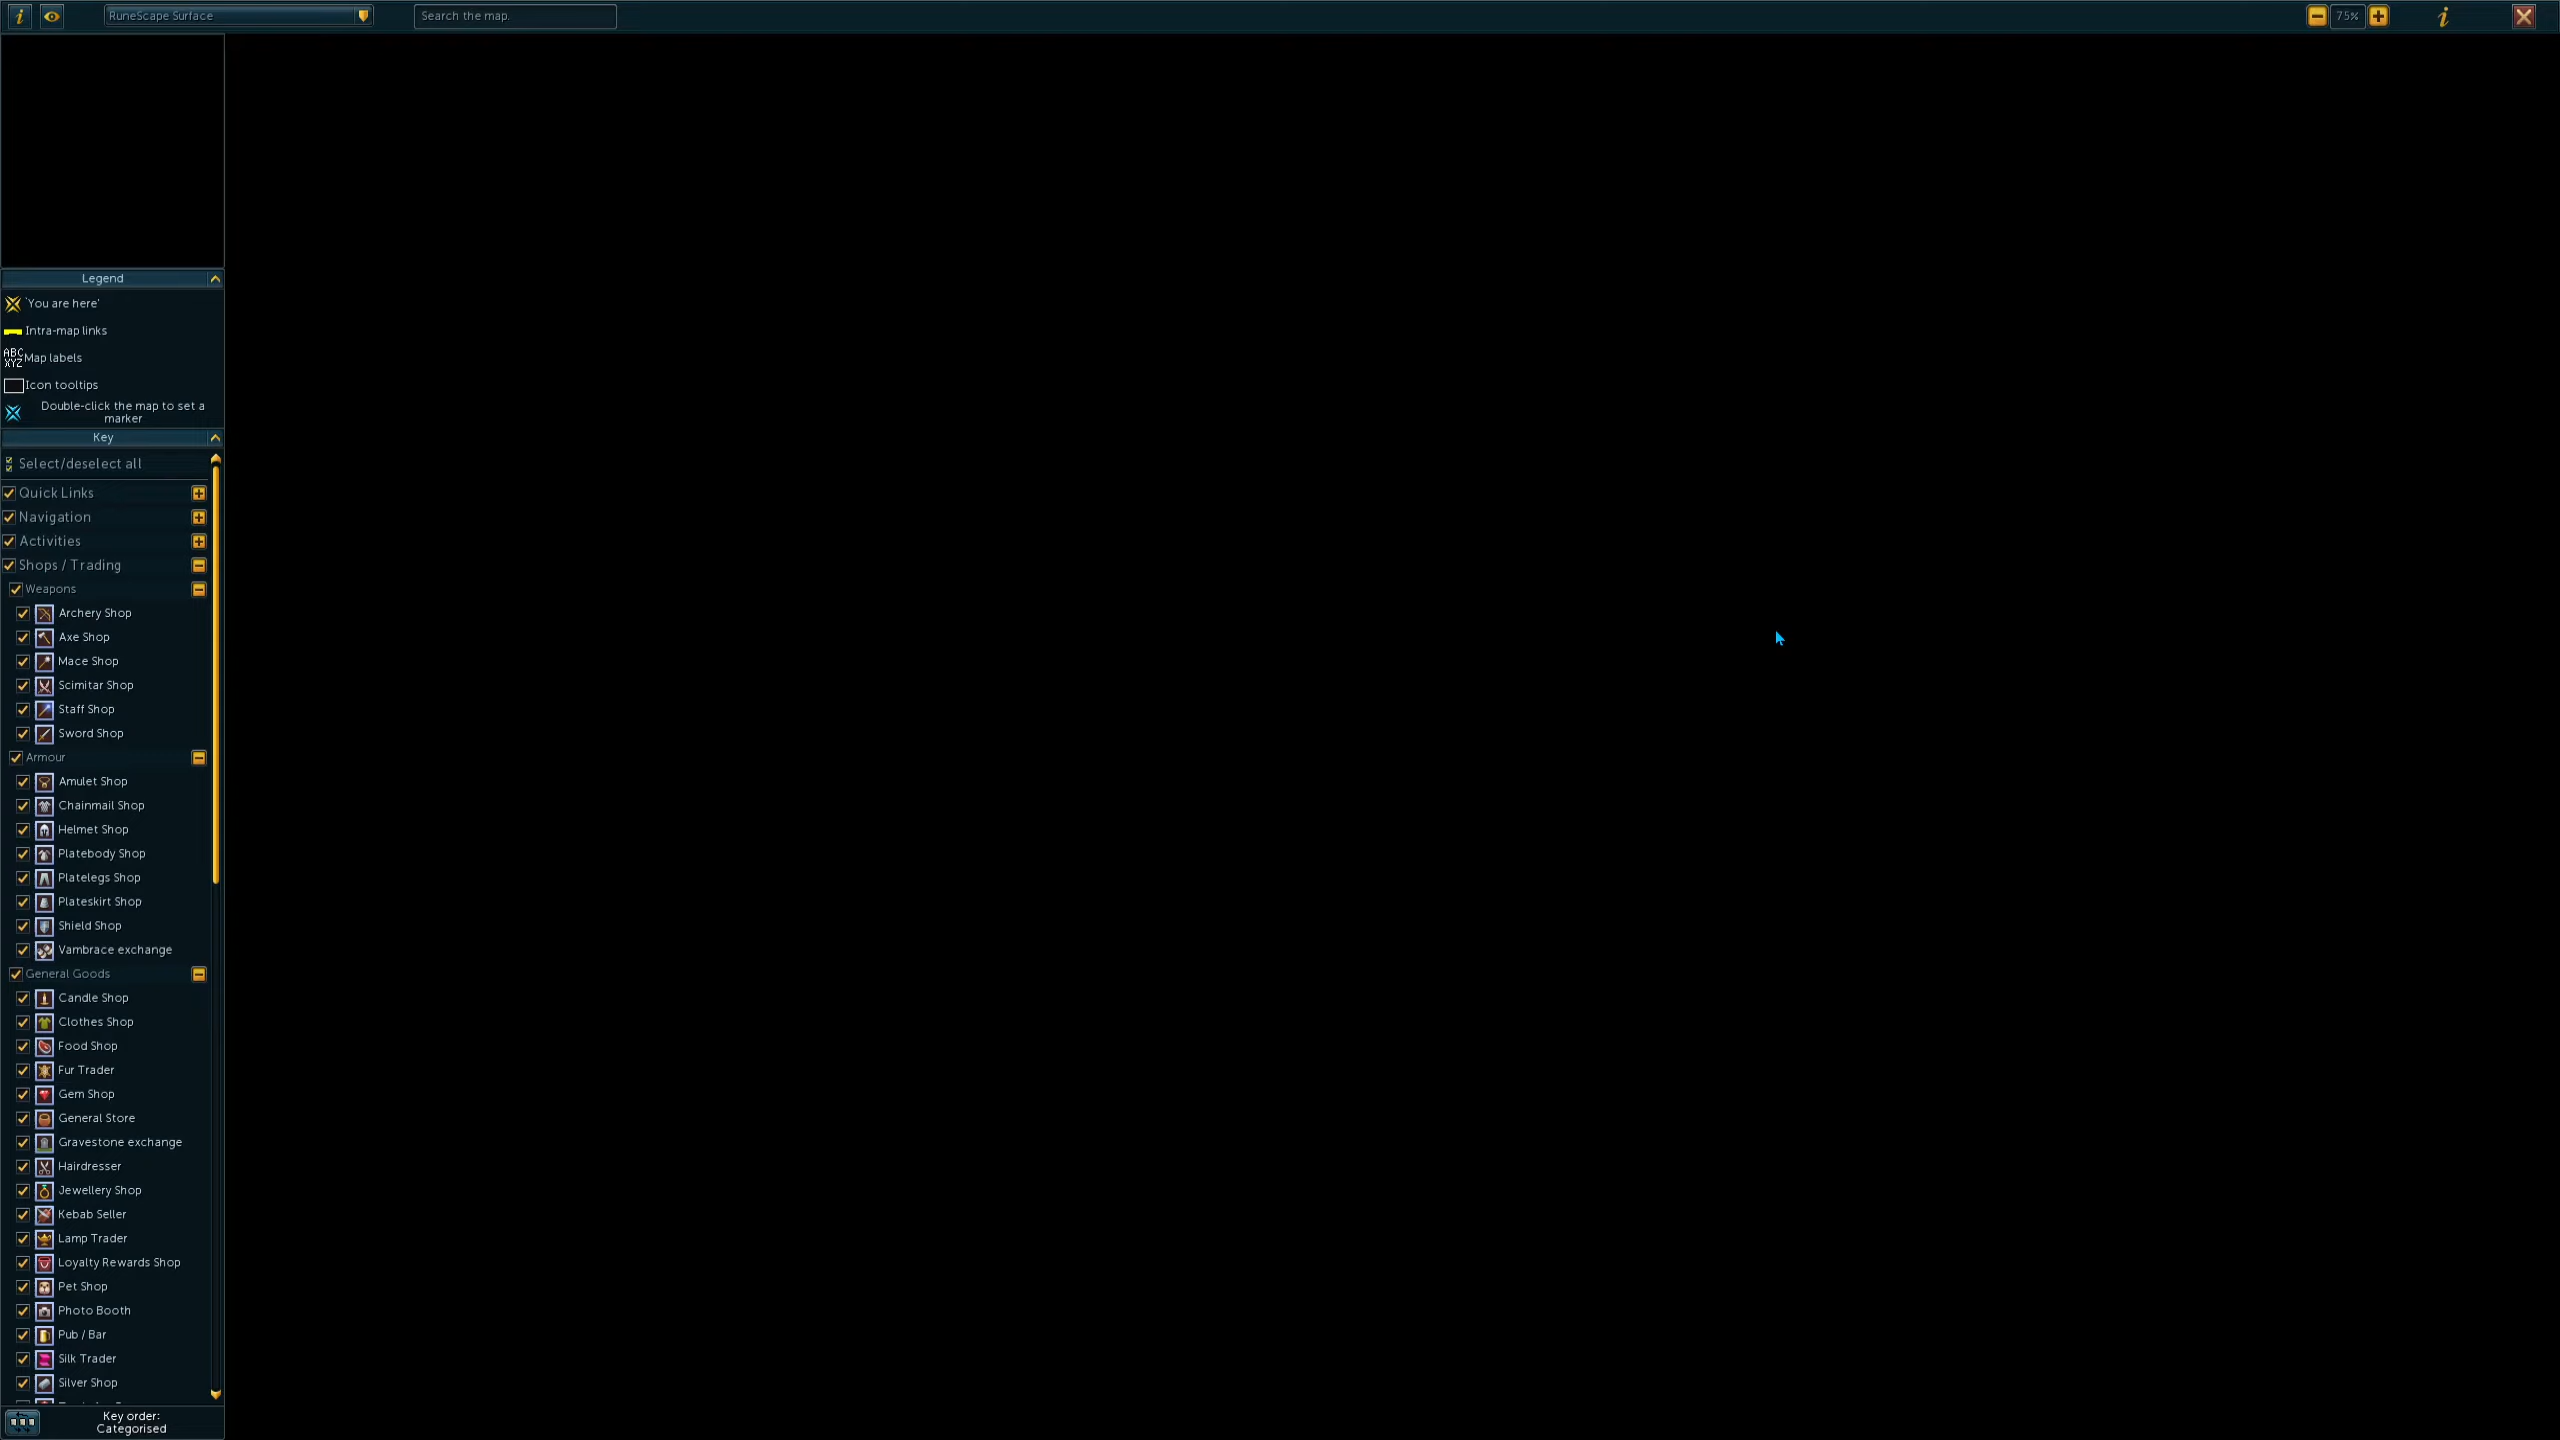 RuneScape Surface
Search the map.
75%
Legend
'You are here'
Intra-map links
ABC
XYZ
Map labels
Icon tooltips
Double-click the map to set a
marker
Key
Select/deselect all
Quick Links
Navigation
Activities
Shops / Trading
Weapons
Archery Shop
Axe Shop
Mace Shop
Scimitar Shop
Staff Shop
Sword Shop
Armour
Amulet Shop
Chainmail Shop
Helmet Shop
Platebody Shop
Platelegs Shop
Plateskirt Shop
Shield Shop
Vambrace exchange
General Goods
Candle Shop
Clothes Shop
Food Shop
Fur Trader
Gem Shop
General Store
Gravestone exchange
Hairdresser
Jewellery Shop
Kebab Seller
Lamp Trader
Loyalty Rewards Shop
Pet Shop
Photo Booth
Pub / Bar
Silk Trader
Silver Shop
Key order:
Categorised